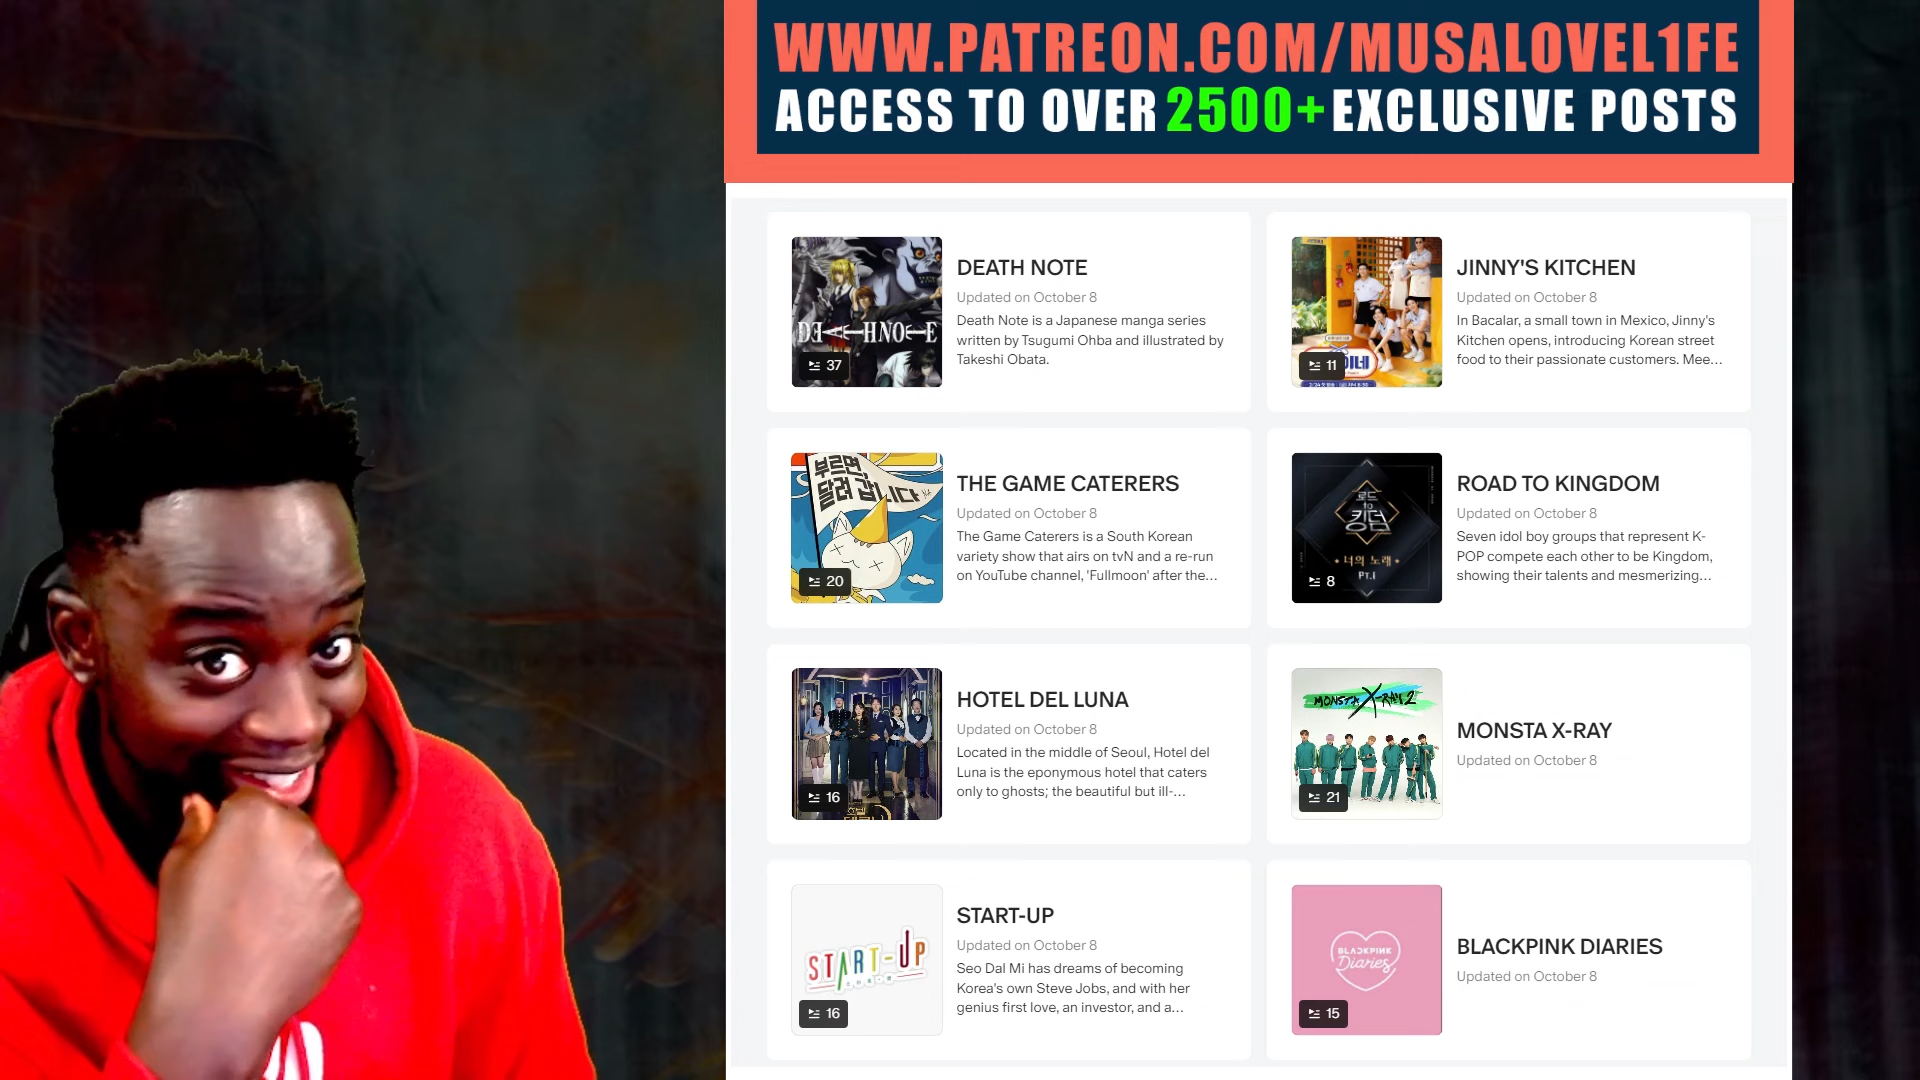 WWW.PATREON.COM/MUSALOVEL1FE
ACCESS TO OVER 2500+ EXCLUSIVE POSTS
DEATH NOTE
37
DEATH NOTE
Updated on October 8
Death Note is a Japanese manga series
written by Tsugumi Ohba and illustrated by
Takeshi Obata.
11
JINNY'S KITCHEN
Updated on October 8
In Bacalar, a small town in Mexico, Jinny's
Kitchen opens, introducing Korean street
food to their passionate customers. Mee...
부르면
달려 갑니다
20
THE GAME CATERERS
Updated on October 8
The Game Caterers is a South Korean
variety show that airs on tvN and a re-run
on YouTube channel, 'Fullmoon' after the...
로드
to
킹덤
너의 노래
PT.1
8
ROAD TO KINGDOM
Updated on October 8
Seven idol boy groups that represent K-
POP compete each other to be Kingdom,
showing their talents and mesmerizing...
16
HOTEL DEL LUNA
Updated on October 8
Located in the middle of Seoul, Hotel del
Luna is the eponymous hotel that caters
only to ghosts; the beautiful but ill-...
MONSTA X-RAY 2
21
MONSTA X-RAY
Updated on October 8
START-UP
16
START-UP
Updated on October 8
Seo Dal Mi has dreams of becoming
Korea's own Steve Jobs, and with her
genius first love, an investor, and a...
BLACKPINK
Diaries
15
BLACKPINK DIARIES
Updated on October 8